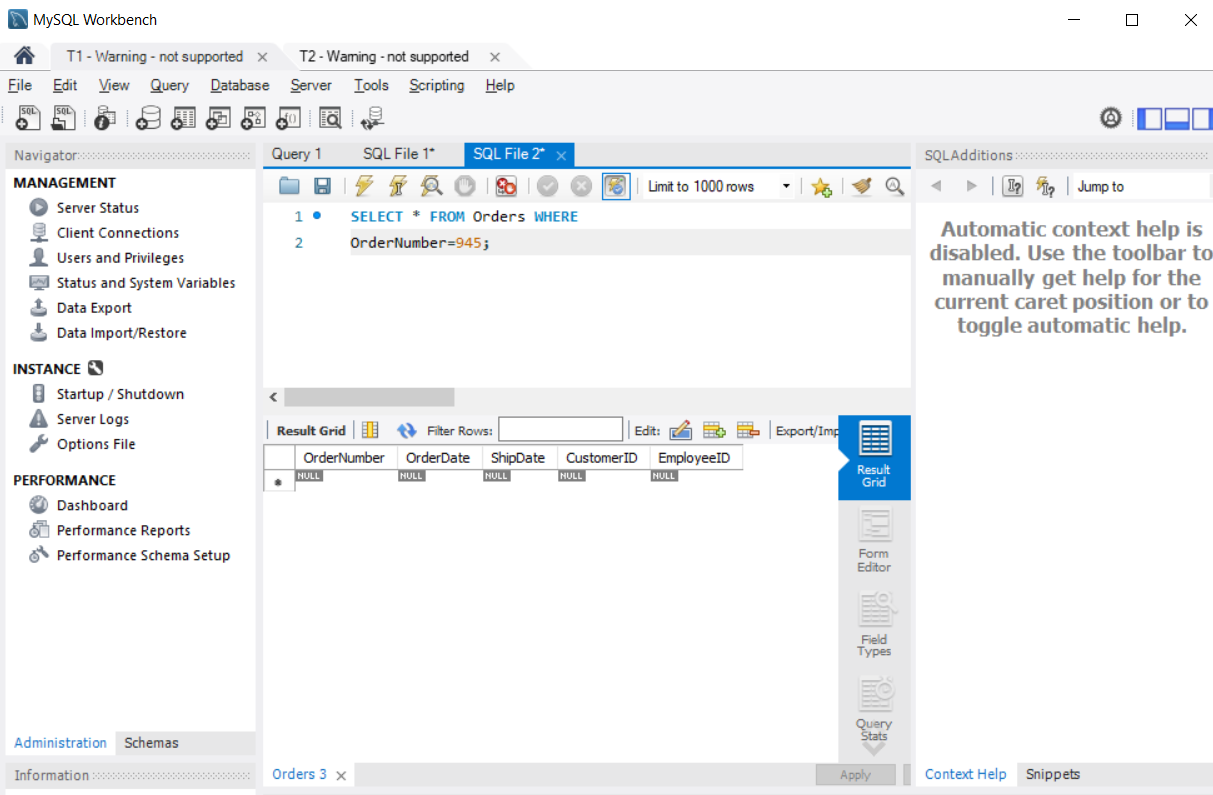 MySQL Workbench
T1 - Warning - not supported
T2 - Warning - not supported
File Edit View Query Database Server Tools Scripting Help
Navigator
MANAGEMENT
Server Status
Client Connections
Users and Privileges
Status and System Variables
Data Export
Data Import/Restore
INSTANCE
Startup / Shutdown
Server Logs
Options File
PERFORMANCE
Dashboard
Performance Reports
Performance Schema Setup
Administration Schemas
Information
Query 1 SQL File 1* SQL File 2*
Limit to 1000 rows
1 SELECT * FROM Orders WHERE
2 OrderNumber=945;
Result Grid Filter Rows: Edit: Export/Imp
OrderNumber OrderDate ShipDate CustomerID EmployeeID
NULL NULL NULL NULL NULL
Result
Grid
Form
Editor
Field
Types
Query
Stats
Orders 3 Apply
SQLAdditions
Jump to
Automatic context help is
disabled. Use the toolbar to
manually get help for the
current caret position or to
toggle automatic help.
Context Help Snippets